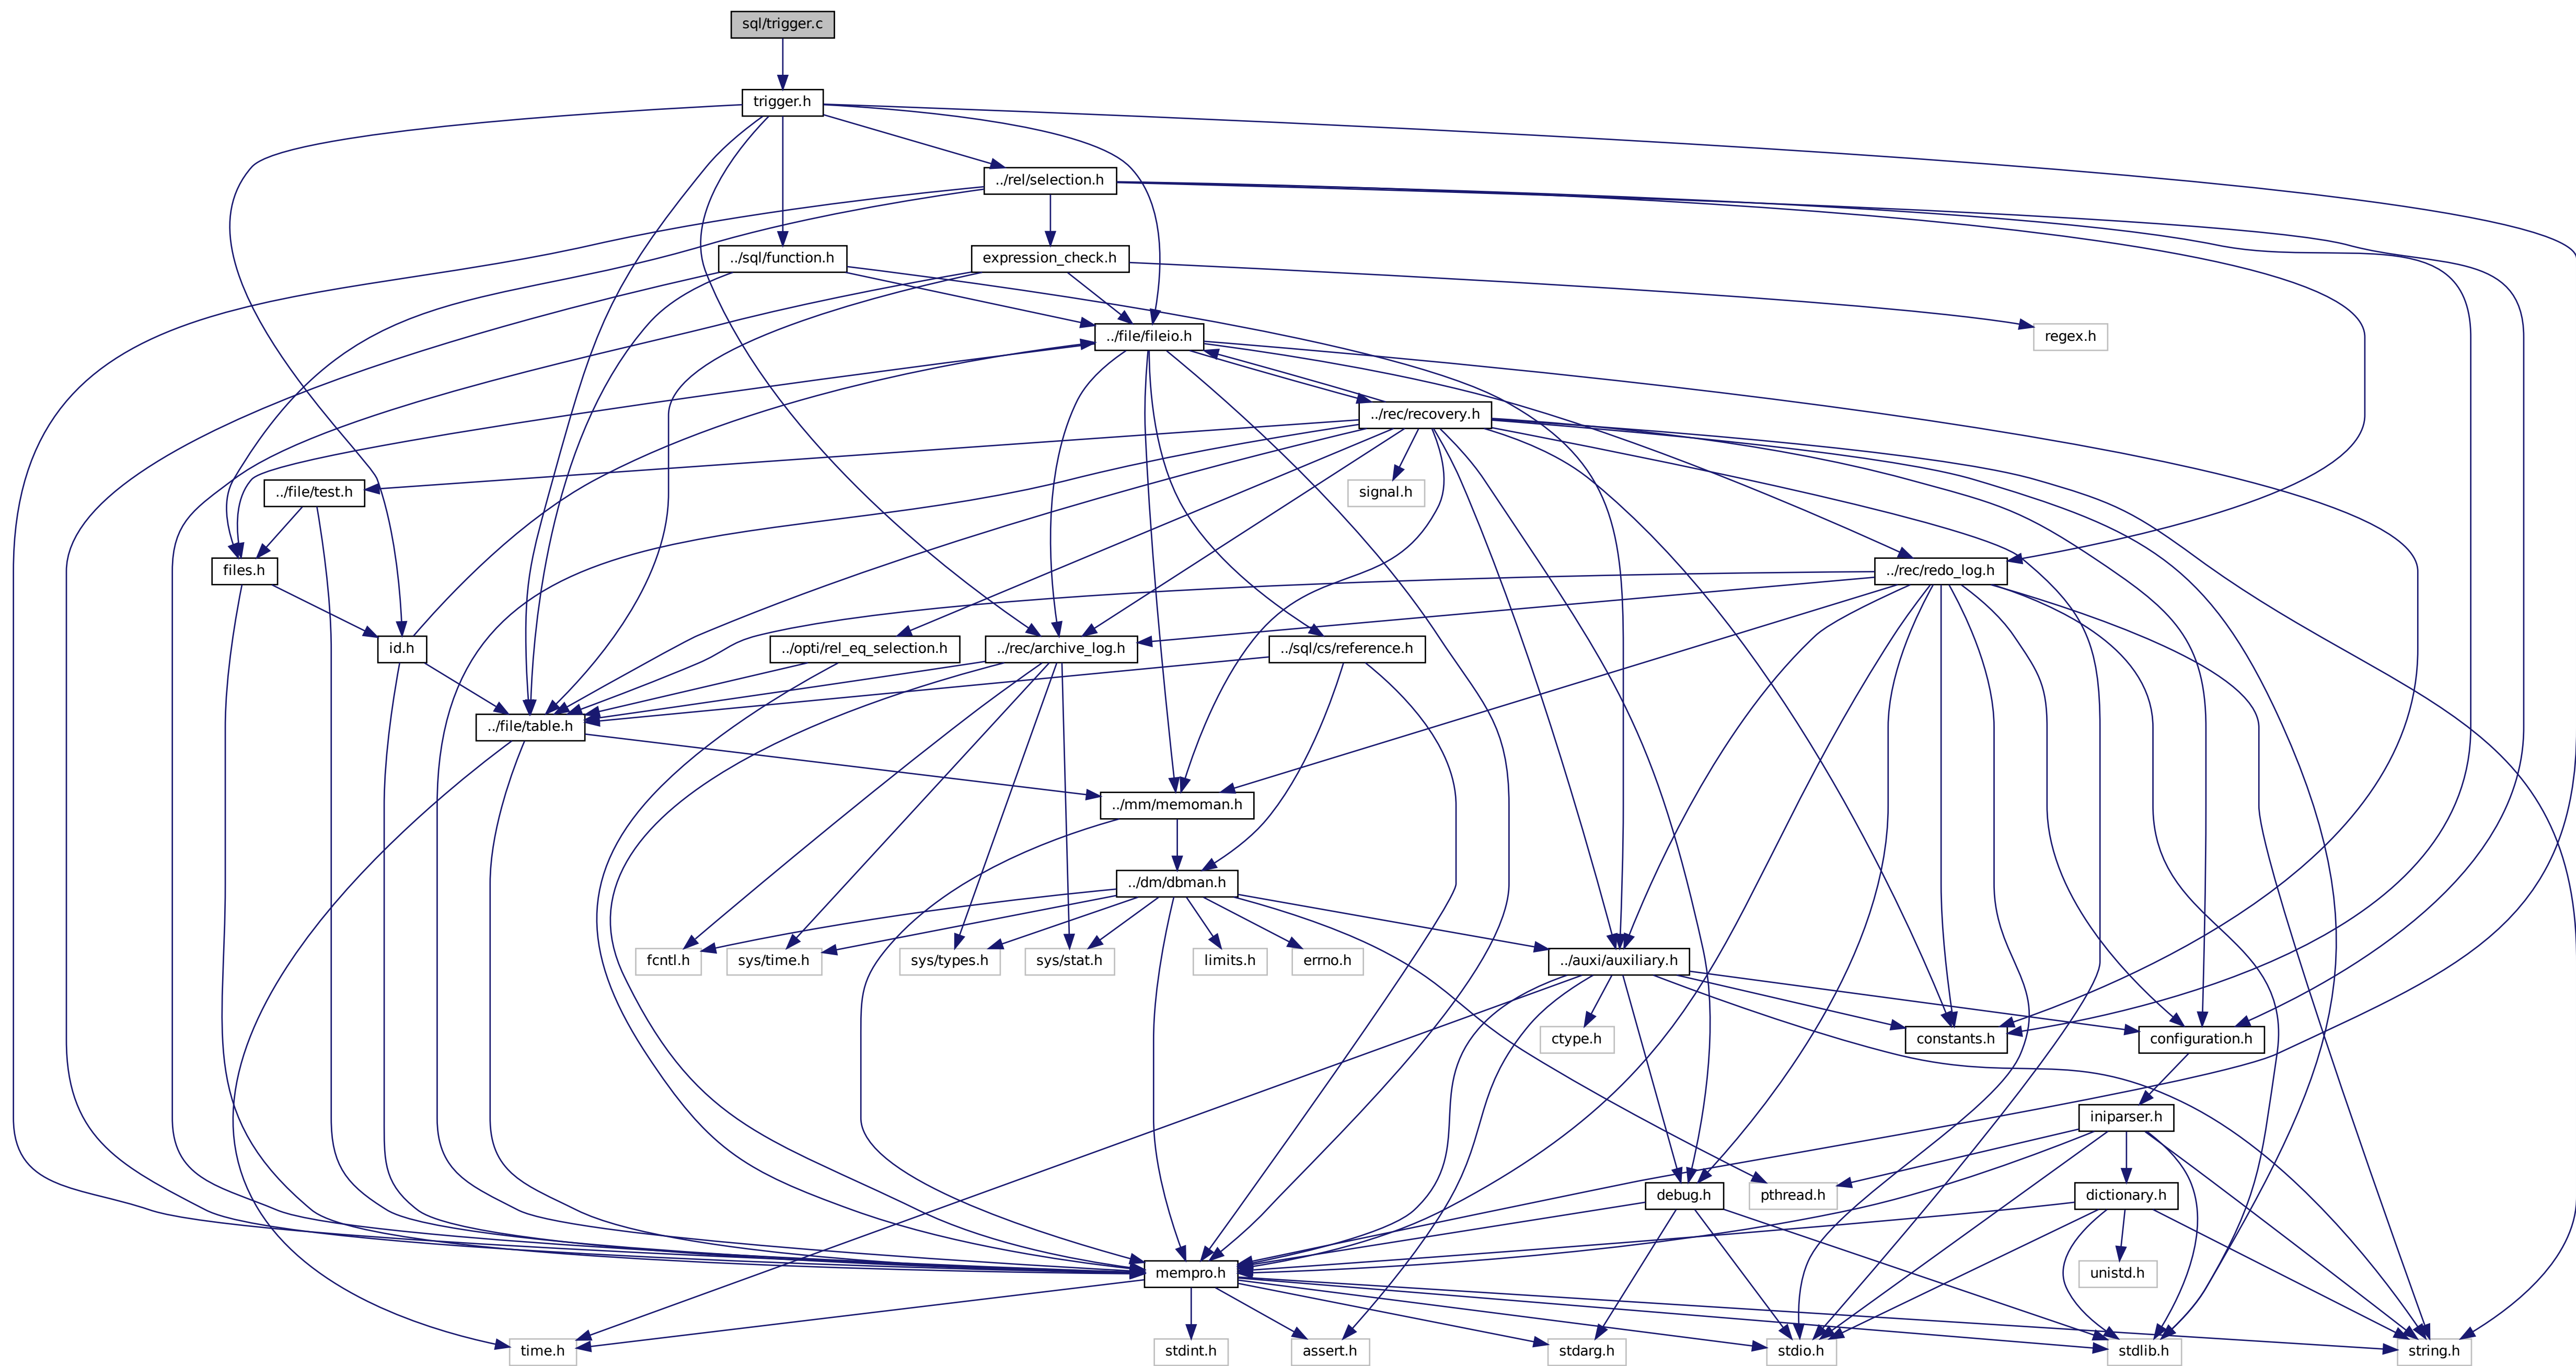 sql/trigger.c
trigger.h
../rel/selection.h
../sql/function.h
expression_check.h
../file/fileio.h
regex.h
../rec/recovery.h
../file/test.h
signal.h
files.h
../rec/redo_log.h
id.h
../opti/rel_eq_selection.h
../rec/archive_log.h
../sql/cs/reference.h
../file/table.h
../mm/memoman.h
../dm/dbman.h
fcntl.h
sys/time.h
sys/types.h
sys/stat.h
limits.h
errno.h
../auxi/auxiliary.h
ctype.h
constants.h
configuration.h
iniparser.h
debug.h
pthread.h
dictionary.h
mempro.h
unistd.h
time.h
stdint.h
assert.h
stdarg.h
stdio.h
stdlib.h
string.h